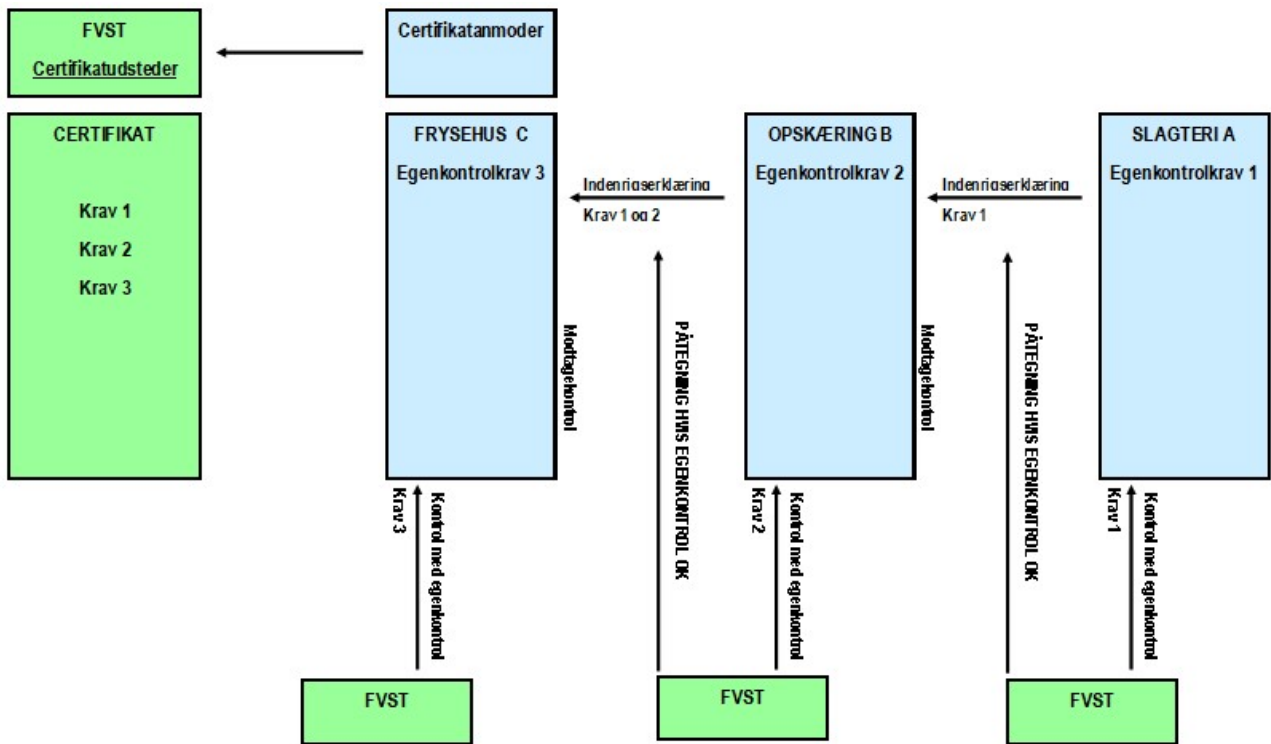 FVST
Certifikatudsteder
Certifikatanmoder
CERTIFIKAT
Krav 1
Krav 2
Krav 3
FRYSEHUS C
Egenkontrolkrav 3
Modtagekontrol
Indenrigserklæring
Krav 1 og 2
OPSKÆRING B
Egenkontrolkrav 2
Modtagekontrol
Indenrigserklæring
Krav 1
SLAGTERI A
Egenkontrolkrav 1
PÅTEGNING HVIS EGENKONTROL OK
PÅTEGNING HVIS EGENKONTROL OK
Kontrol med egenkontrol
Krav 3
Kontrol med egenkontrol
Krav 2
Kontrol med egenkontrol
Krav 1
FVST
FVST
FVST